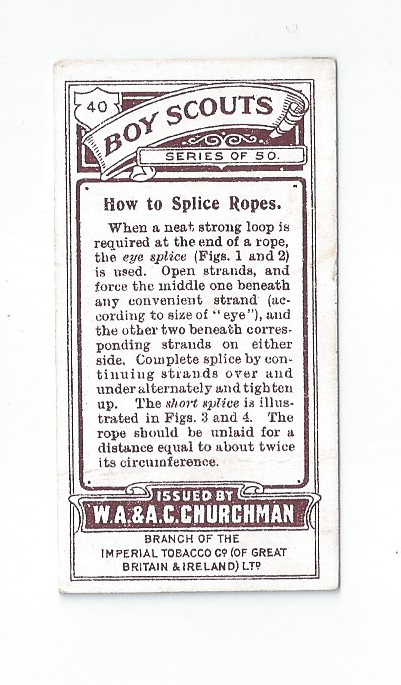 40
BOY SCOUTS
SERIES OF 50.
How to Splice Ropes.
When a neat strong loop is
required at the end of a rope,
the eye splice (Figs. 1 and 2)
is used. Open strands, and
force the middle one beneath
any convenient strand (ac-
cording to size of "eye"), and
the other two beneath corres-
ponding strands on either
side. Complete splice by con-
tinuing strands over and
under alternately and tighten
up. The short splice is illus-
trated in Figs. 3 and 4. The
rope should be unlaid for a
distance equal to about twice
its circumference.
ISSUED BY
W.A.&A.C.CHURCHMAN
BRANCH OF THE
IMPERIAL TOBACCO Cº (OF GREAT
BRITAIN & IRELAND) LTº